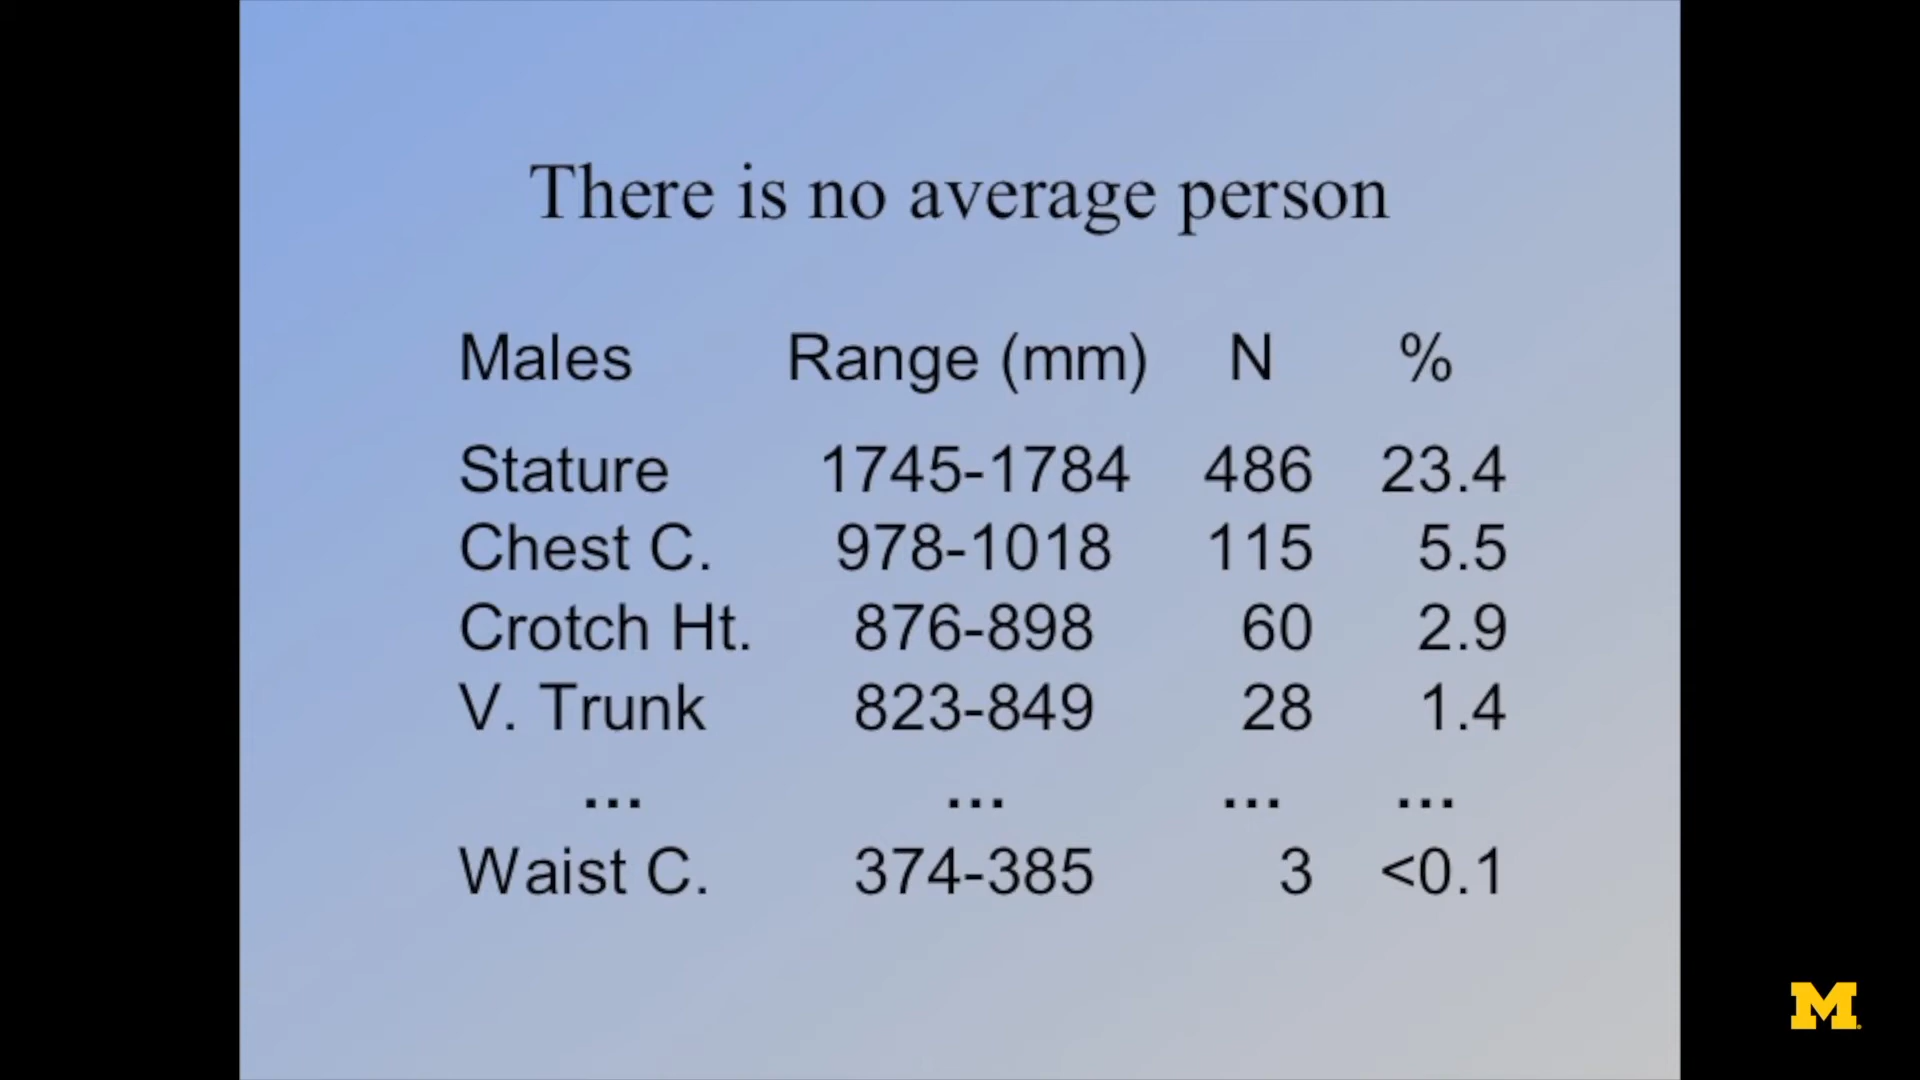 There is no average person
Males Range (mm) N %
Stature 1745-1784 486 23.4
Chest C. 978-1018 115 5.5
Crotch Ht. 876-898 60 2.9
V. Trunk 823-849 28 1.4
... ... ... ...
Waist C. 374-385 3 <0.1
M